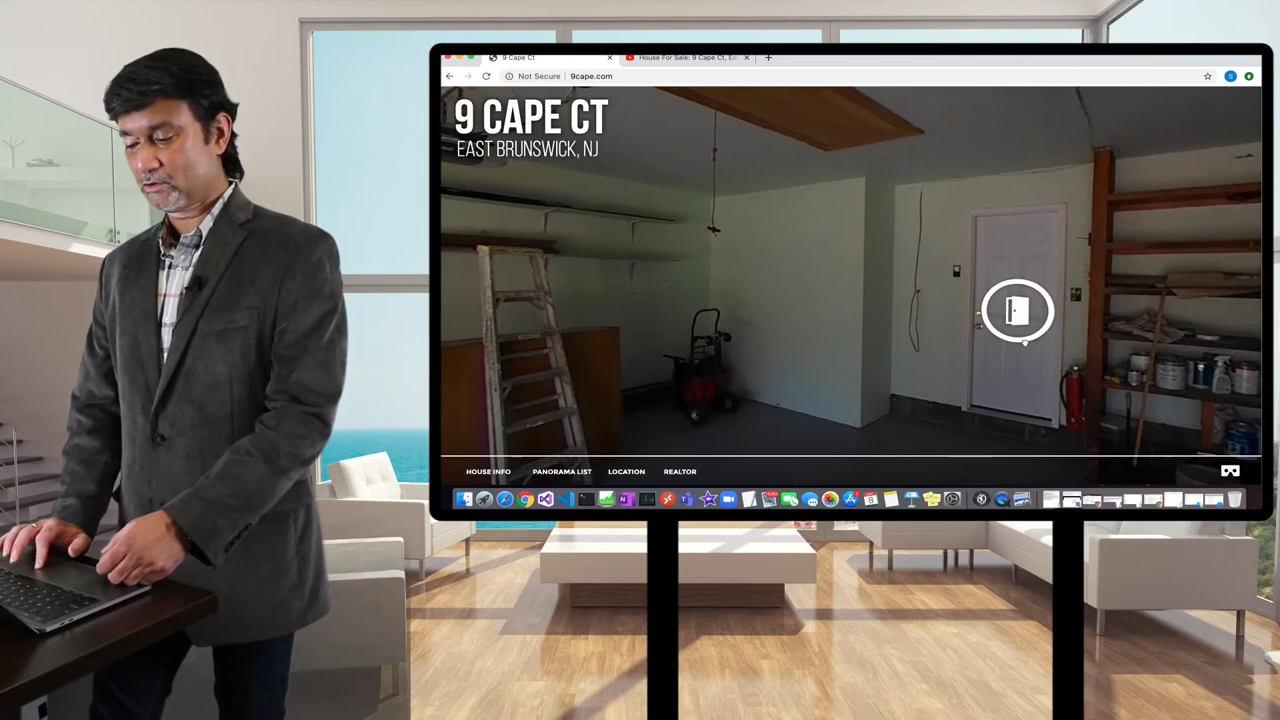 9 Cape Ct
House For Sale: 9 Cape Ct, Ea
Not Secure
9cape.com
S
9 CAPE CT
EAST BRUNSWICK, NJ
HOUSE INFO
PANORAMA LIST
LOCATION
REALTOR